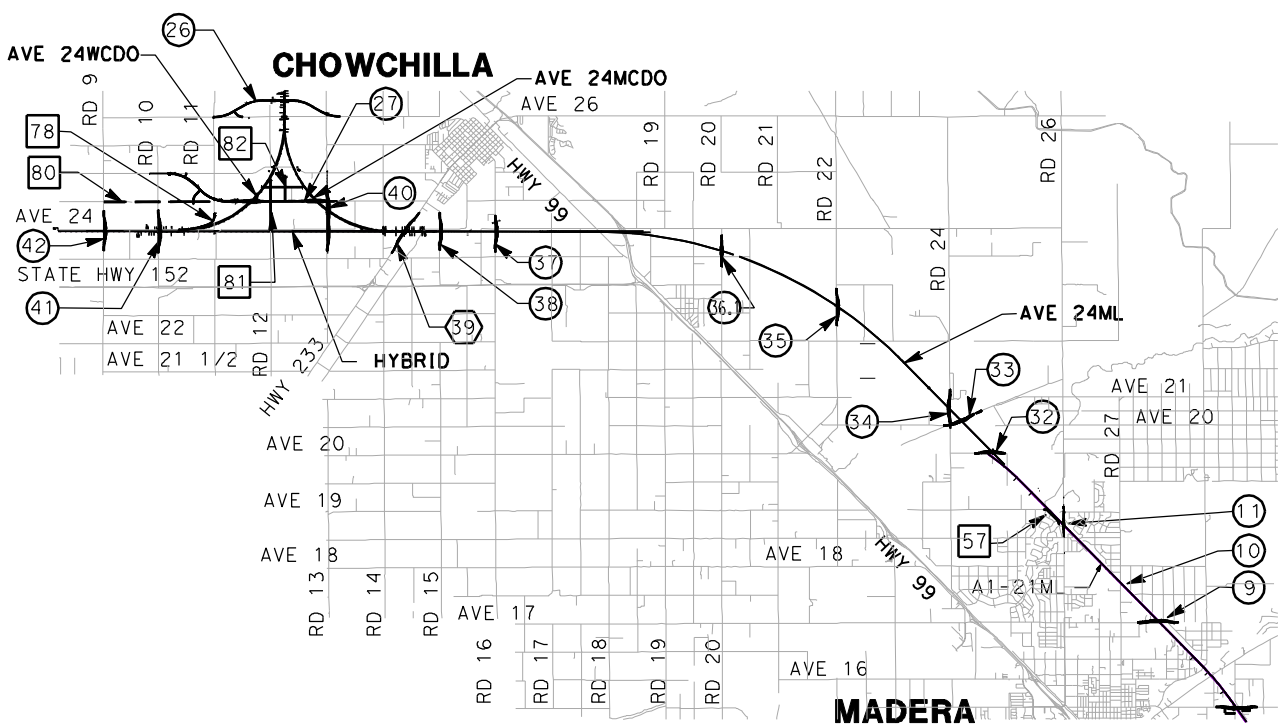 26
AVE 24WCDO
CHOWCHILLA
AVE 24MCDO
RD 9
RD 10
RD 11
27
AVE 26
78
82
RD 19
RD 20
RD 21
RD 22
RD 26
80
HWY 99
40
AVE 24
42
STATE HWY 152
81
37
38
36.1
RD 24
41
AVE 22
39
35
AVE 24ML
AVE 21 1/2
RD 12
HWY 233
HYBRID
33
AVE 21
34
32
RD 27
AVE 20
AVE 20
AVE 19
11
57
AVE 18
AVE 18
HWY 99
10
A1-21M
9
RD 13
RD 14
RD 15
AVE 17
RD 16
RD 17
RD 18
RD 19
RD 20
AVE 16
MADERA